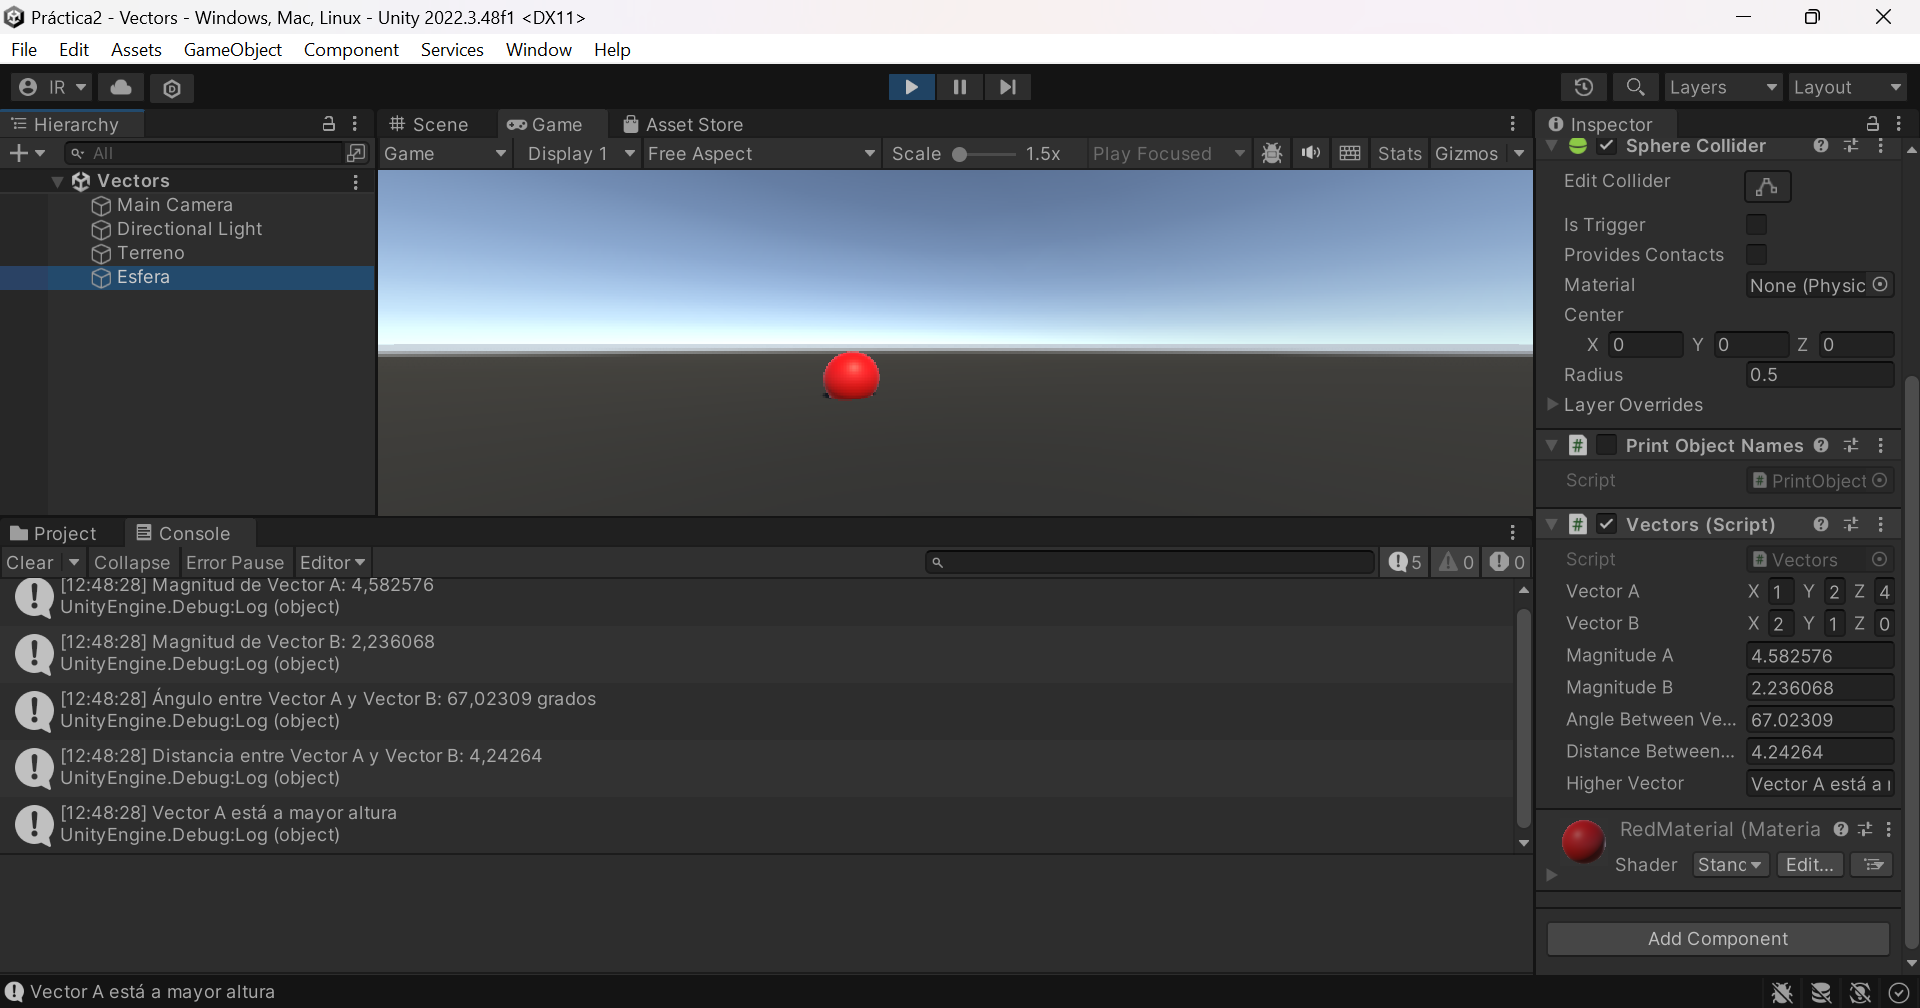 Práctica2 - Vectors - Windows, Mac, Linux - Unity 2022.3.48f1 <DX11>
File Edit Assets GameObject Component Services Window Help
IR Layers Layout
Hierarchy
All
Vectors
Main Camera
Directional Light
Terreno
Esfera
Scene Game Asset Store
Game Display 1 Free Aspect Scale 1.5x Play Focused Stats Gizmos
Project Console
Clear Collapse Error Pause Editor 5 0 0
[12:48:28] Magnitud de Vector A: 4,582576
UnityEngine.Debug:Log (object)
[12:48:28] Magnitud de Vector B: 2,236068
UnityEngine.Debug:Log (object)
[12:48:28] Ángulo entre Vector A y Vector B: 67,02309 grados
UnityEngine.Debug:Log (object)
[12:48:28] Distancia entre Vector A y Vector B: 4,24264
UnityEngine.Debug:Log (object)
[12:48:28] Vector A está a mayor altura
UnityEngine.Debug:Log (object)
Inspector
Sphere Collider
Edit Collider
Is Trigger
Provides Contacts
Material None (Physic
Center
X 0 Y 0 Z 0
Radius 0.5
Layer Overrides
# Print Object Names
Script # PrintObject
# Vectors (Script)
Script # Vectors
Vector A X 1 Y 2 Z 4
Vector B X 2 Y 1 Z 0
Magnitude A 4.582576
Magnitude B 2.236068
Angle Between Ve... 67.02309
Distance Between... 4.24264
Higher Vector Vector A está a
RedMaterial (Materia
Shader Stanc Edit...
Add Component
Vector A está a mayor altura